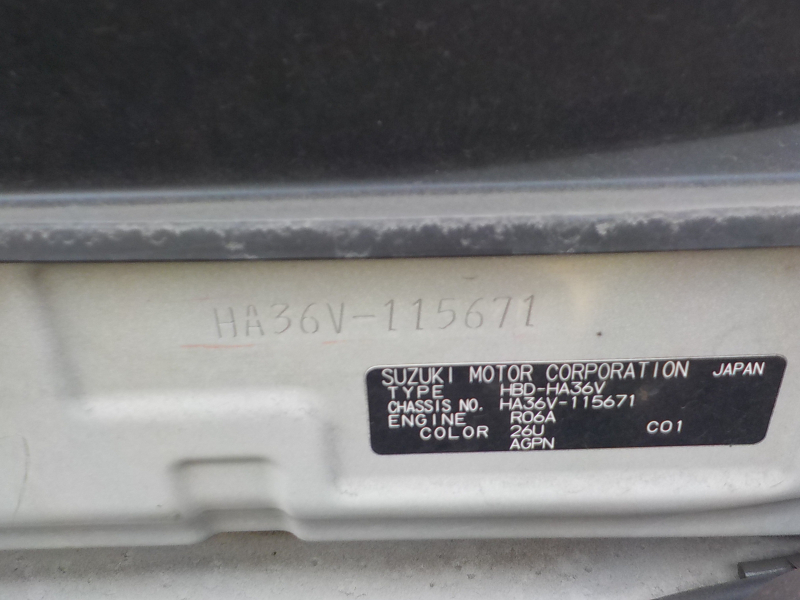 HA36V-115671
SUZUKI MOTOR CORPORATION JAPAN
TYPE HBD-HA36V
CHASSIS NO. HA36V-115671
ENGINE R06A
COLOR 26U C01
AGPN